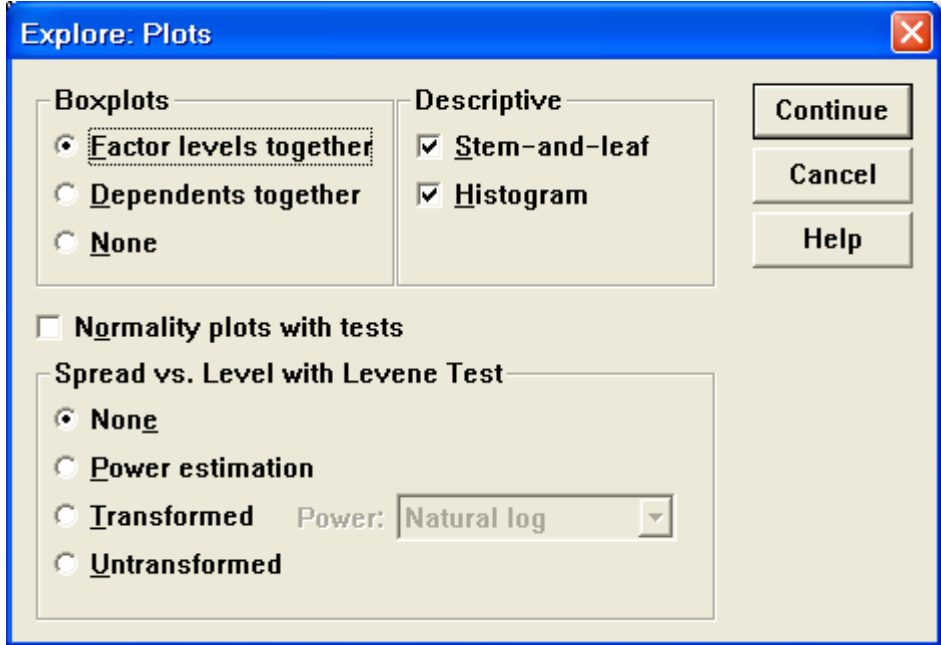 Explore: Plots
Boxplots
Factor levels together
Dependents together
None
Descriptive
Stem-and-leaf
Histogram
Continue
Cancel
Help
Normality plots with tests
Spread vs. Level with Levene Test
None
Power estimation
Transformed Power: Natural log
Untransformed